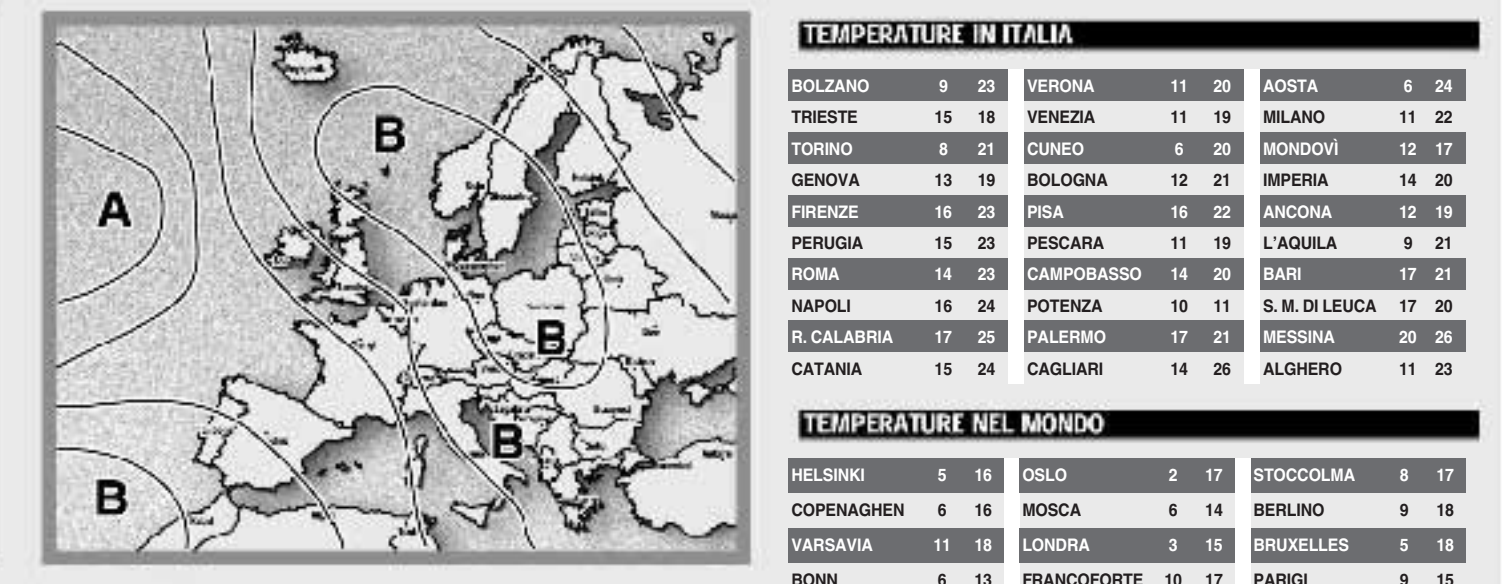 B
A
B
B
B
TEMPERATURE IN ITALIA
BOLZANO 9 23 VERONA 11 20 AOSTA 6 24
TRIESTE 15 18 VENEZIA 11 19 MILANO 11 22
TORINO 8 21 CUNEO 6 20 MONDOVÌ 12 17
GENOVA 13 19 BOLOGNA 12 21 IMPERIA 14 20
FIRENZE 16 23 PISA 16 22 ANCONA 12 19
PERUGIA 15 23 PESCARA 11 19 L'AQUILA 9 21
ROMA 14 23 CAMPOBASSO 14 20 BARI 17 21
NAPOLI 16 24 POTENZA 10 11 S. M. DI LEUCA 17 20
R. CALABRIA 17 25 PALERMO 17 21 MESSINA 20 26
CATANIA 15 24 CAGLIARI 14 26 ALGHERO 11 23
TEMPERATURE NEL MONDO
HELSINKI 5 16 OSLO 2 17 STOCCOLMA 8 17
COPENAGHEN 6 16 MOSCA 6 14 BERLINO 9 18
VARSAVIA 11 18 LONDRA 3 15 BRUXELLES 5 18
BONN 6 13 FRANCOFORTE 10 17 PARIGI 9 15